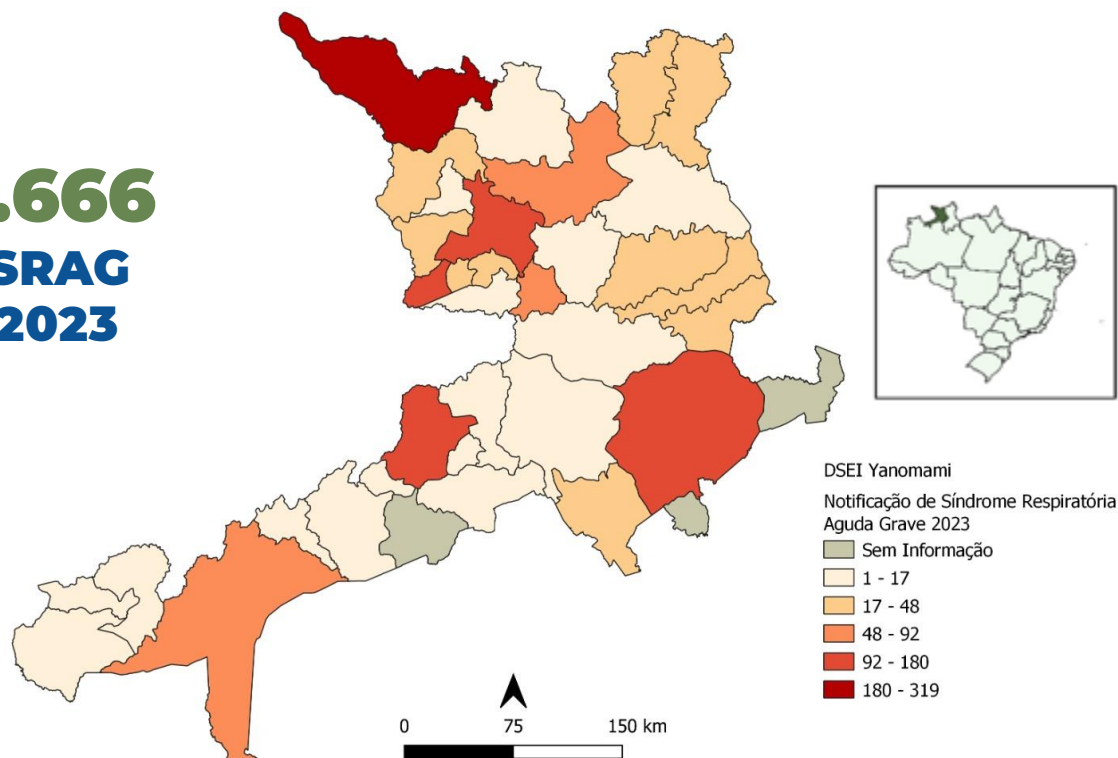 .666
SRAG
2023
DSEI Yanomami
Notificação de Síndrome Respiratória
Aguda Grave 2023
Sem Informação
1 - 17
17 - 48
48 - 92
92 - 180
180 - 319
0 75 150 km